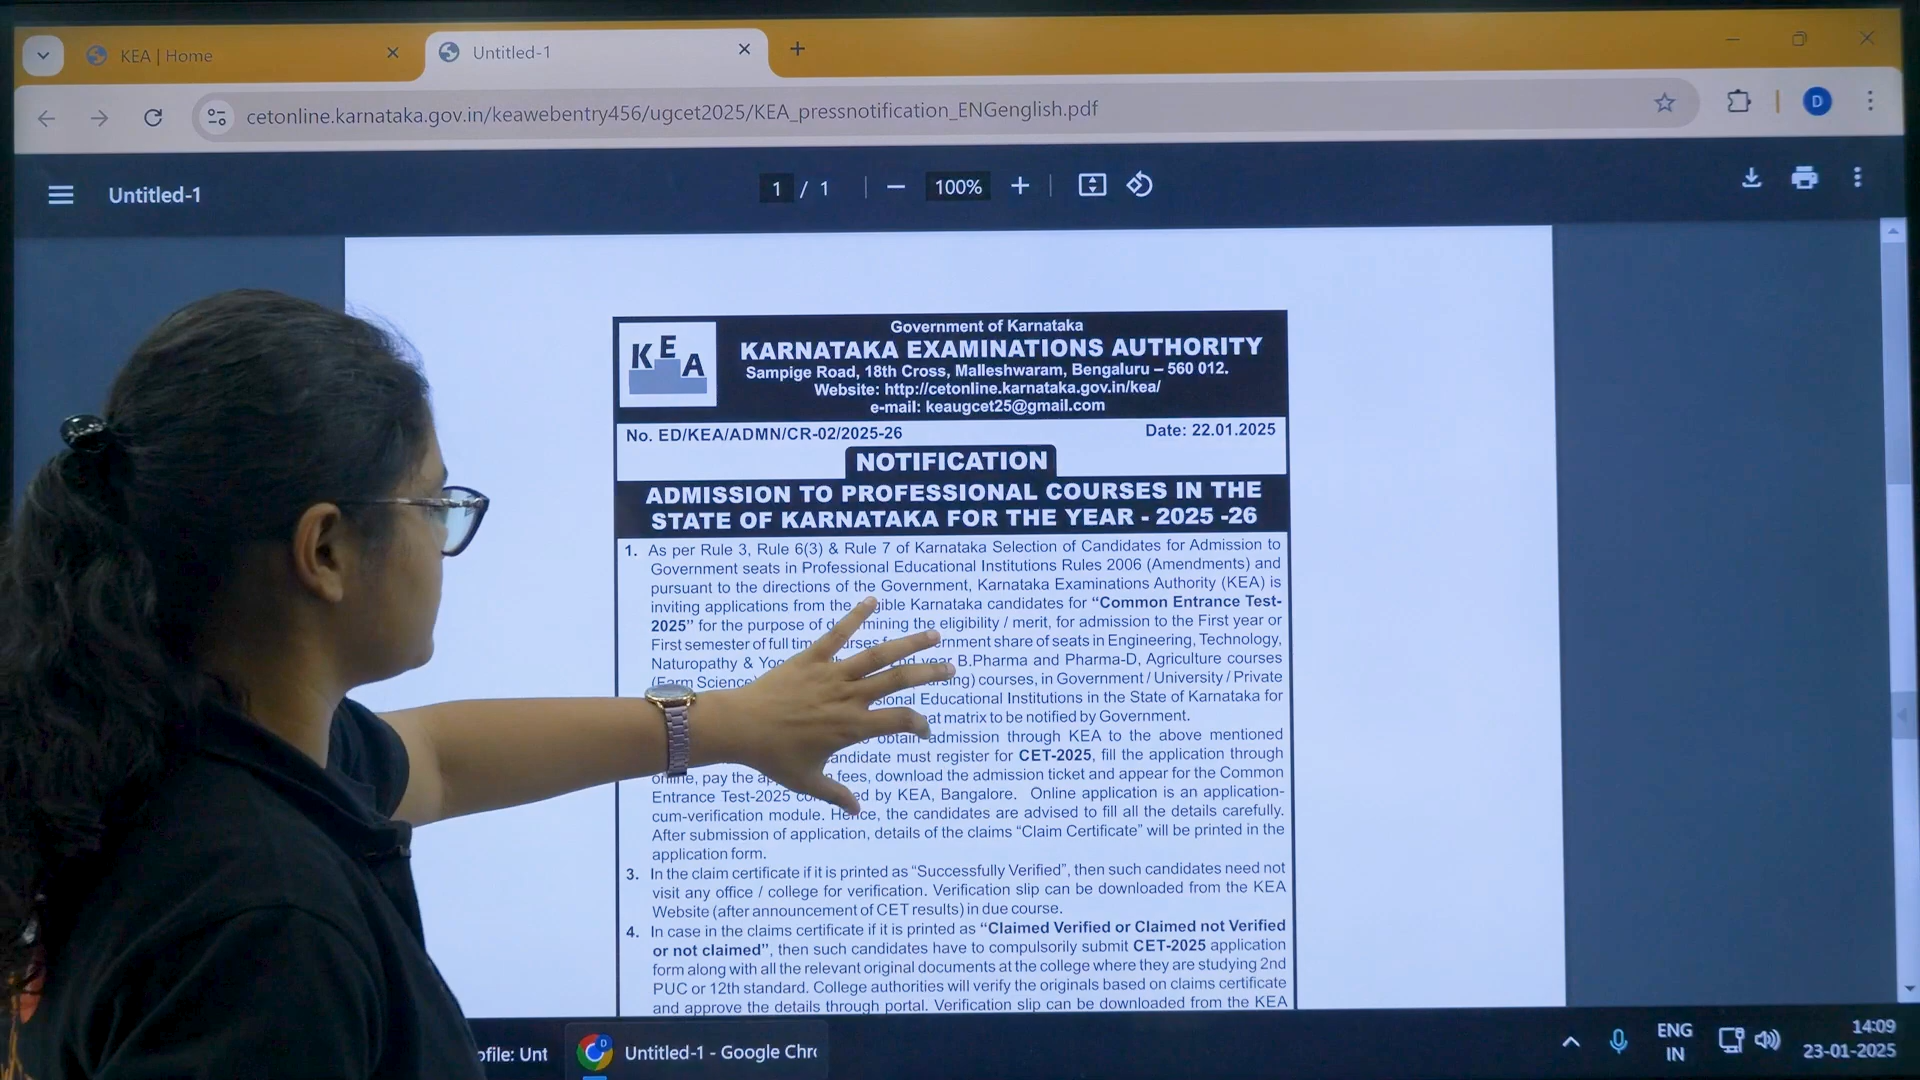 KEA | Home
Untitled-1
cetonline.karnataka.gov.in/keawebentry456/ugcet2025/KEA_pressnotification_ENGenglish.pdf
D
Untitled-1
1 / 1
100%
KEA
Government of Karnataka
KARNATAKA EXAMINATIONS AUTHORITY
Sampige Road, 18th Cross, Malleshwaram, Bengaluru – 560 012.
Website: http://cetonline.karnataka.gov.in/kea/
e-mail: keaugcet25@gmail.com
No. ED/KEA/ADMN/CR-02/2025-26
Date: 22.01.2025
NOTIFICATION
ADMISSION TO PROFESSIONAL COURSES IN THE
STATE OF KARNATAKA FOR THE YEAR - 2025 -26
1. As per Rule 3, Rule 6(3) & Rule 7 of Karnataka Selection of Candidates for Admission to
Government seats in Professional Educational Institutions Rules 2006 (Amendments) and
pursuant to the directions of the Government, Karnataka Examinations Authority (KEA) is
inviting applications from the Karnataka candidates for “Common Entrance Test-
2025” for the purpose of the eligibility / merit, for admission to the First year or
First semester of full share of seats in Engineering, Technology,
Naturopathy & year B.Pharma and Pharma-D, Agriculture courses
(Farm Science) courses, in Government / University / Private
Educational Institutions in the State of Karnataka for
matrix to be notified by Government.
obtain admission through KEA to the above mentioned
must register for CET-2025, fill the application through
online, pay the fees, download the admission ticket and appear for the Common
Entrance Test-2025 by KEA, Bangalore. Online application is an application-
cum-verification module. Hence, the candidates are advised to fill all the details carefully.
After submission of application, details of the claims “Claim Certificate” will be printed in the
application form.
3. In the claim certificate if it is printed as “Successfully Verified”, then such candidates need not
visit any office / college for verification. Verification slip can be downloaded from the KEA
Website (after announcement of CET results) in due course.
4. In case in the claims certificate if it is printed as “Claimed Verified or Claimed not Verified
or not claimed”, then such candidates have to compulsorily submit CET-2025 application
form along with all the relevant original documents at the college where they are studying 2nd
PUC or 12th standard. College authorities will verify the originals based on claims certificate
and approve the details through portal. Verification slip can be downloaded from the KEA
ofile: Unt
D
Untitled-1 - Google Chr
ENG
IN
14:09
23-01-2025